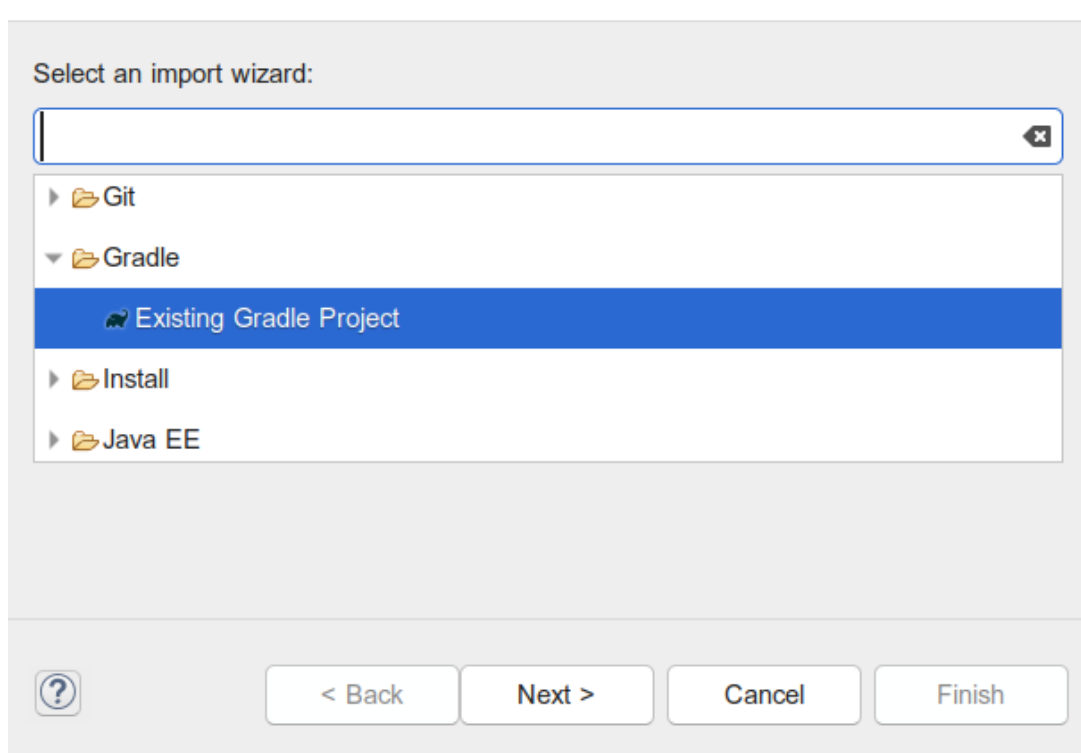 Select an import wizard:
Git
Gradle
Existing Gradle Project
Install
Java EE
?
< Back
Next >
Cancel
Finish